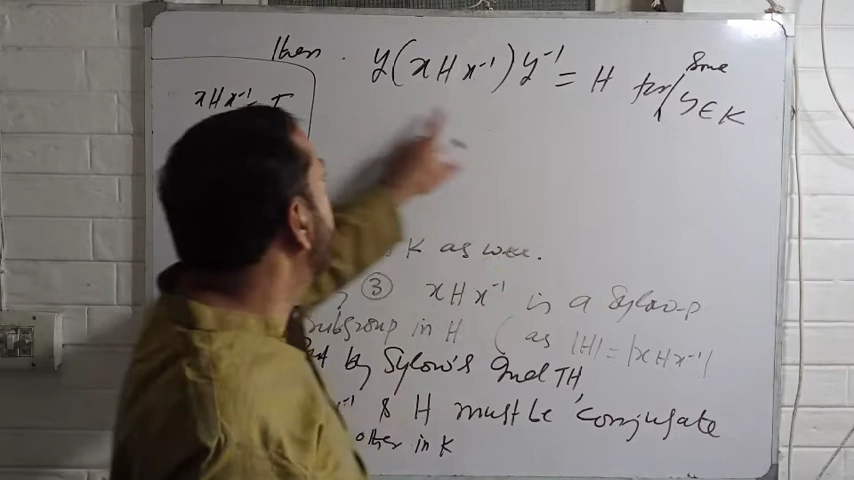 then. y(xHx⁻¹)y⁻¹ = H for some y∈K
xHx⁻¹
K as well.
③ xHx⁻¹ is a Sylow-p
subgroup in H (as |H|=|xHx⁻¹|
by Sylow's 2nd TH,
& H must be conjugate
other in K